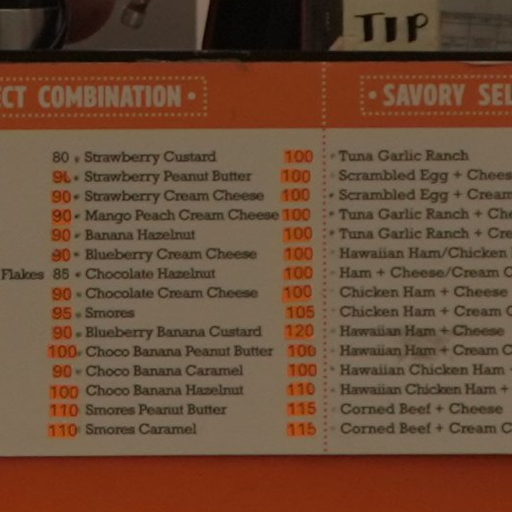 TIP
CT COMBINATION •
• SAVORY SEL
80 • Strawberry Custard 100
90 • Strawberry Peanut Butter 100
90 • Strawberry Cream Cheese 100
90 • Mango Peach Cream Cheese 100
90 • Banana Hazelnut 100
90 • Blueberry Cream Cheese 100
Flakes 85 • Chocolate Hazelnut 100
90 • Chocolate Cream Cheese 100
95 • Smores 105
90 • Blueberry Banana Custard 120
100 • Choco Banana Peanut Butter 100
90 • Choco Banana Caramel 100
100 Choco Banana Hazelnut 110
110 Smores Peanut Butter 115
110 Smores Caramel 115
• Tuna Garlic Ranch
• Scrambled Egg + Chees
• Scrambled Egg + Cream
• Tuna Garlic Ranch + Che
• Tuna Garlic Ranch + Cre
• Hawaiian Ham/Chicken
• Ham + Cheese/Cream C
Chicken Ham + Cheese
• Chicken Ham + Cream C
• Hawaiian Ham + Cheese
• Hawaiian Ham + Cream C
• Hawaiian Chicken Ham +
• Hawaiian Chicken Ham +
• Corned Beef + Cheese
• Corned Beef + Cream C